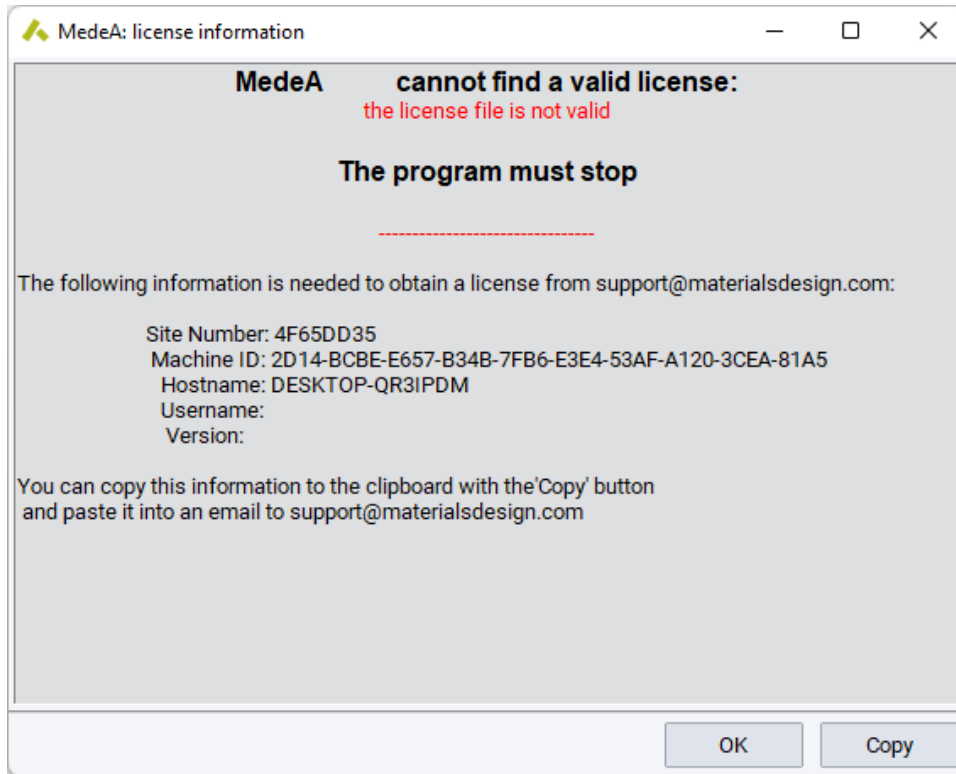 MedeA: license information
MedeA cannot find a valid license:
the license file is not valid
The program must stop
--------------------------------
The following information is needed to obtain a license from support@materialsdesign.com:
Site Number: 4F65DD35
Machine ID: 2D14-BCBE-E657-B34B-7FB6-E3E4-53AF-A120-3CEA-81A5
Hostname: DESKTOP-QR3IPDM
Username:
Version:
You can copy this information to the clipboard with the'Copy' button
and paste it into an email to support@materialsdesign.com
OK Copy